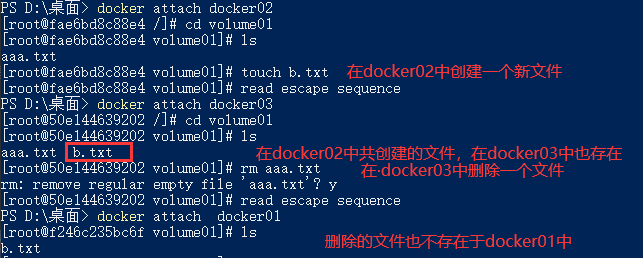 PS D:\桌面> docker attach docker02
[root@fae6bd8c88e4 /]# cd volume01
[root@fae6bd8c88e4 volume01]# ls
aaa.txt
[root@fae6bd8c88e4 volume01]# touch b.txt 在docker02中创建一个新文件
[root@fae6bd8c88e4 volume01]# read escape sequence
PS D:\桌面> docker attach docker03
[root@50e144639202 /]# cd volume01
[root@50e144639202 volume01]# ls
aaa.txt b.txt 在docker02中共创建的文件，在docker03中也存在
[root@50e144639202 volume01]# rm aaa.txt 在·docker03中删除一个文件
rm: remove regular empty file 'aaa.txt'? y
[root@50e144639202 volume01]# read escape sequence
PS D:\桌面> docker attach  docker01
[root@f246c235bc6f volume01]# ls 删除的文件也不存在于docker01中
b.txt